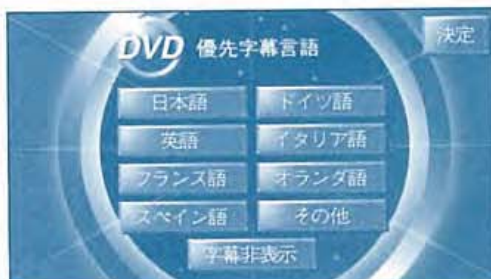 DVD 優先字幕言語
決定
日本語 ドイツ語
英語 イタリア語
フランス語 オランダ語
スペイン語 その他
字幕非表示